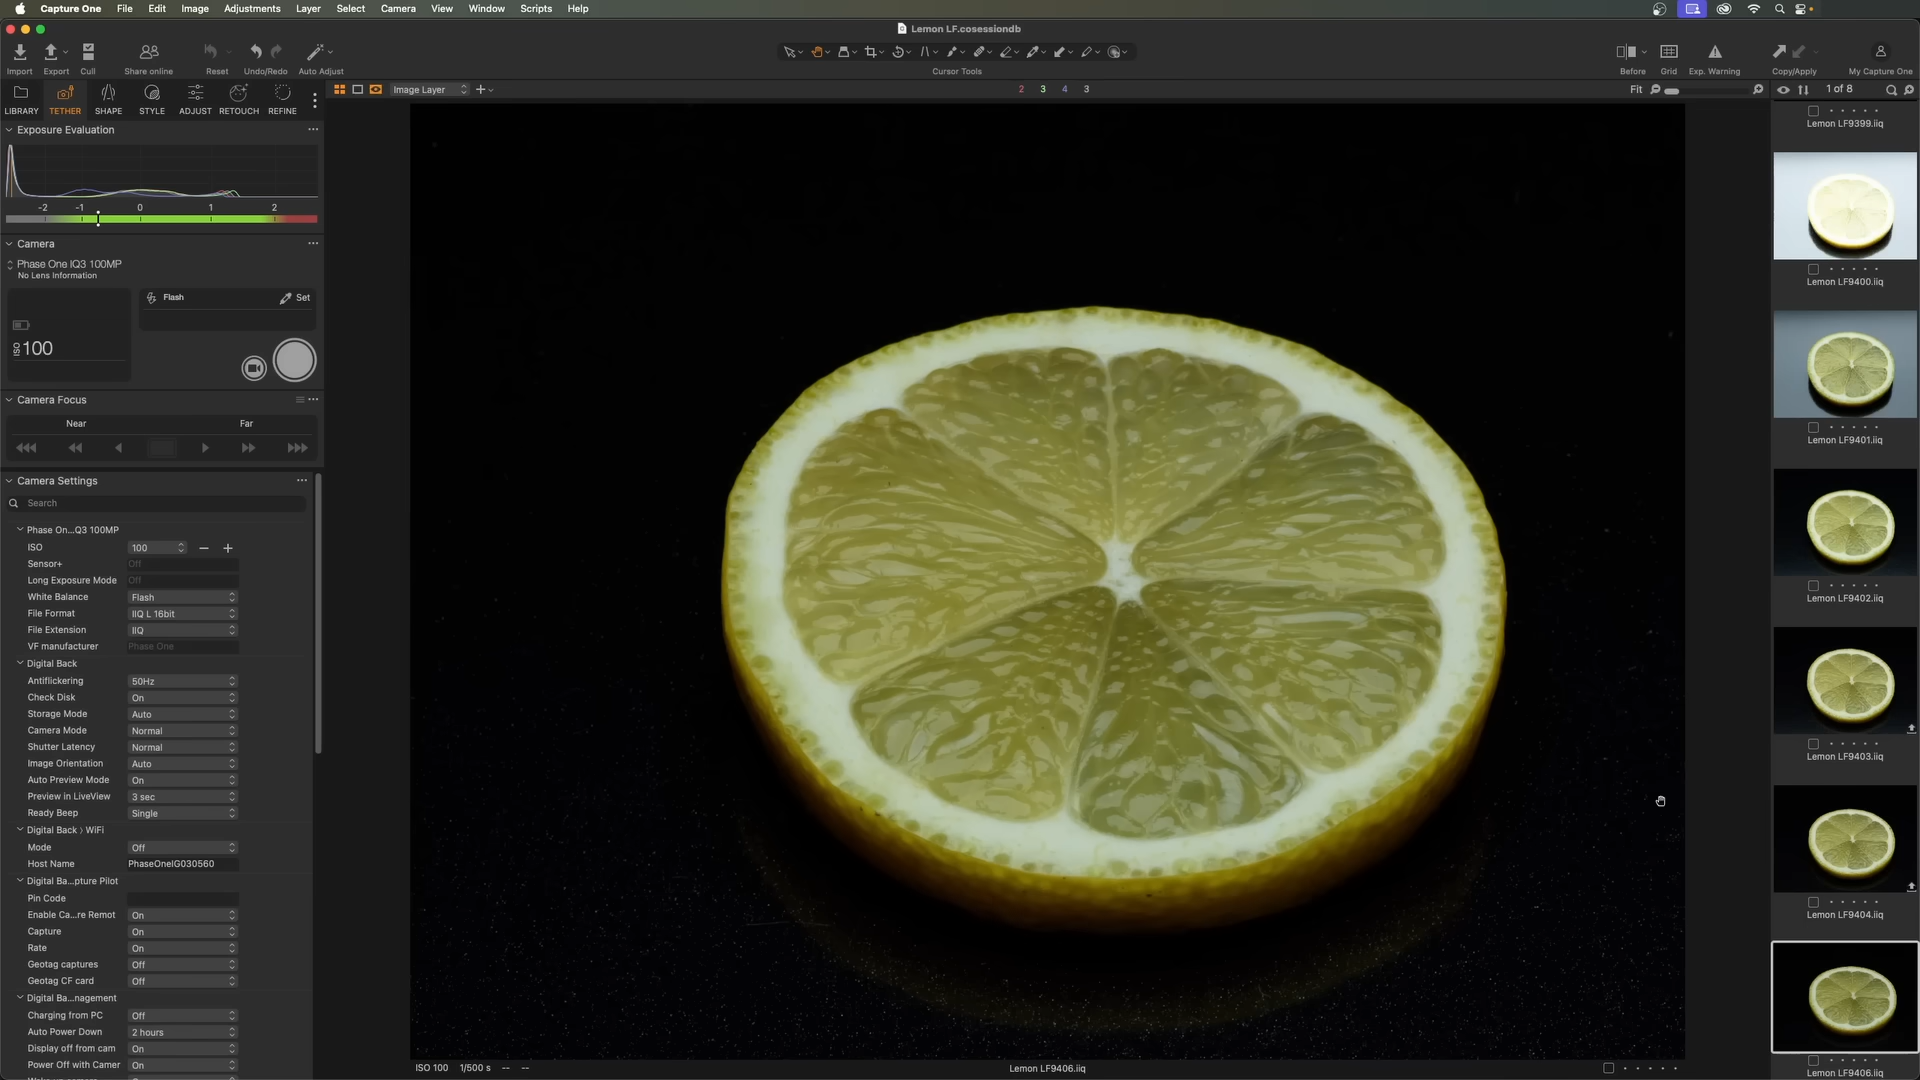 Capture One File Edit Image Adjustments Layer Select Camera View Window Scripts Help
Lemon LF.cosessiondb
Import Export Cull Share online Reset Undo/Redo Auto Adjust Cursor Tools Before Grid Exp. Warning Copy/Apply My Capture One
LIBRARY TETHER SHAPE STYLE ADJUST RETOUCH REFINE
Image Layer
2 3 4 3
Fit
1 of 8
Exposure Evaluation
-2 -1 0 1 2
Camera
Phase One IQ3 100MP
No Lens Information
Flash Set
ISO 100
Camera Focus
Near Far
Camera Settings
Search
Phase On...Q3 100MP
ISO 100
Sensor+ Off
Long Exposure Mode Off
White Balance Flash
File Format IIQ L 16bit
File Extension IIQ
VF manufacturer Phase One
Digital Back
Antiflickering 50Hz
Check Disk On
Storage Mode Auto
Camera Mode Normal
Shutter Latency Normal
Image Orientation Auto
Auto Preview Mode On
Preview in LiveView 3 sec
Ready Beep Single
Digital Back 〉 WiFi
Mode Off
Host Name PhaseOneIG030560
Digital Ba...pture Pilot
Pin Code
Enable Ca...re Remot On
Capture On
Rate On
Geotag captures Off
Geotag CF card Off
Digital Ba...nagement
Charging from PC Off
Auto Power Down 2 hours
Display off from cam On
Power Off with Camer On
ISO 100 1/500 s -- --
Lemon LF9406.iiq
Lemon LF9399.iiq
Lemon LF9400.iiq
Lemon LF9401.iiq
Lemon LF9402.iiq
Lemon LF9403.iiq
Lemon LF9404.iiq
Lemon LF9406.iiq